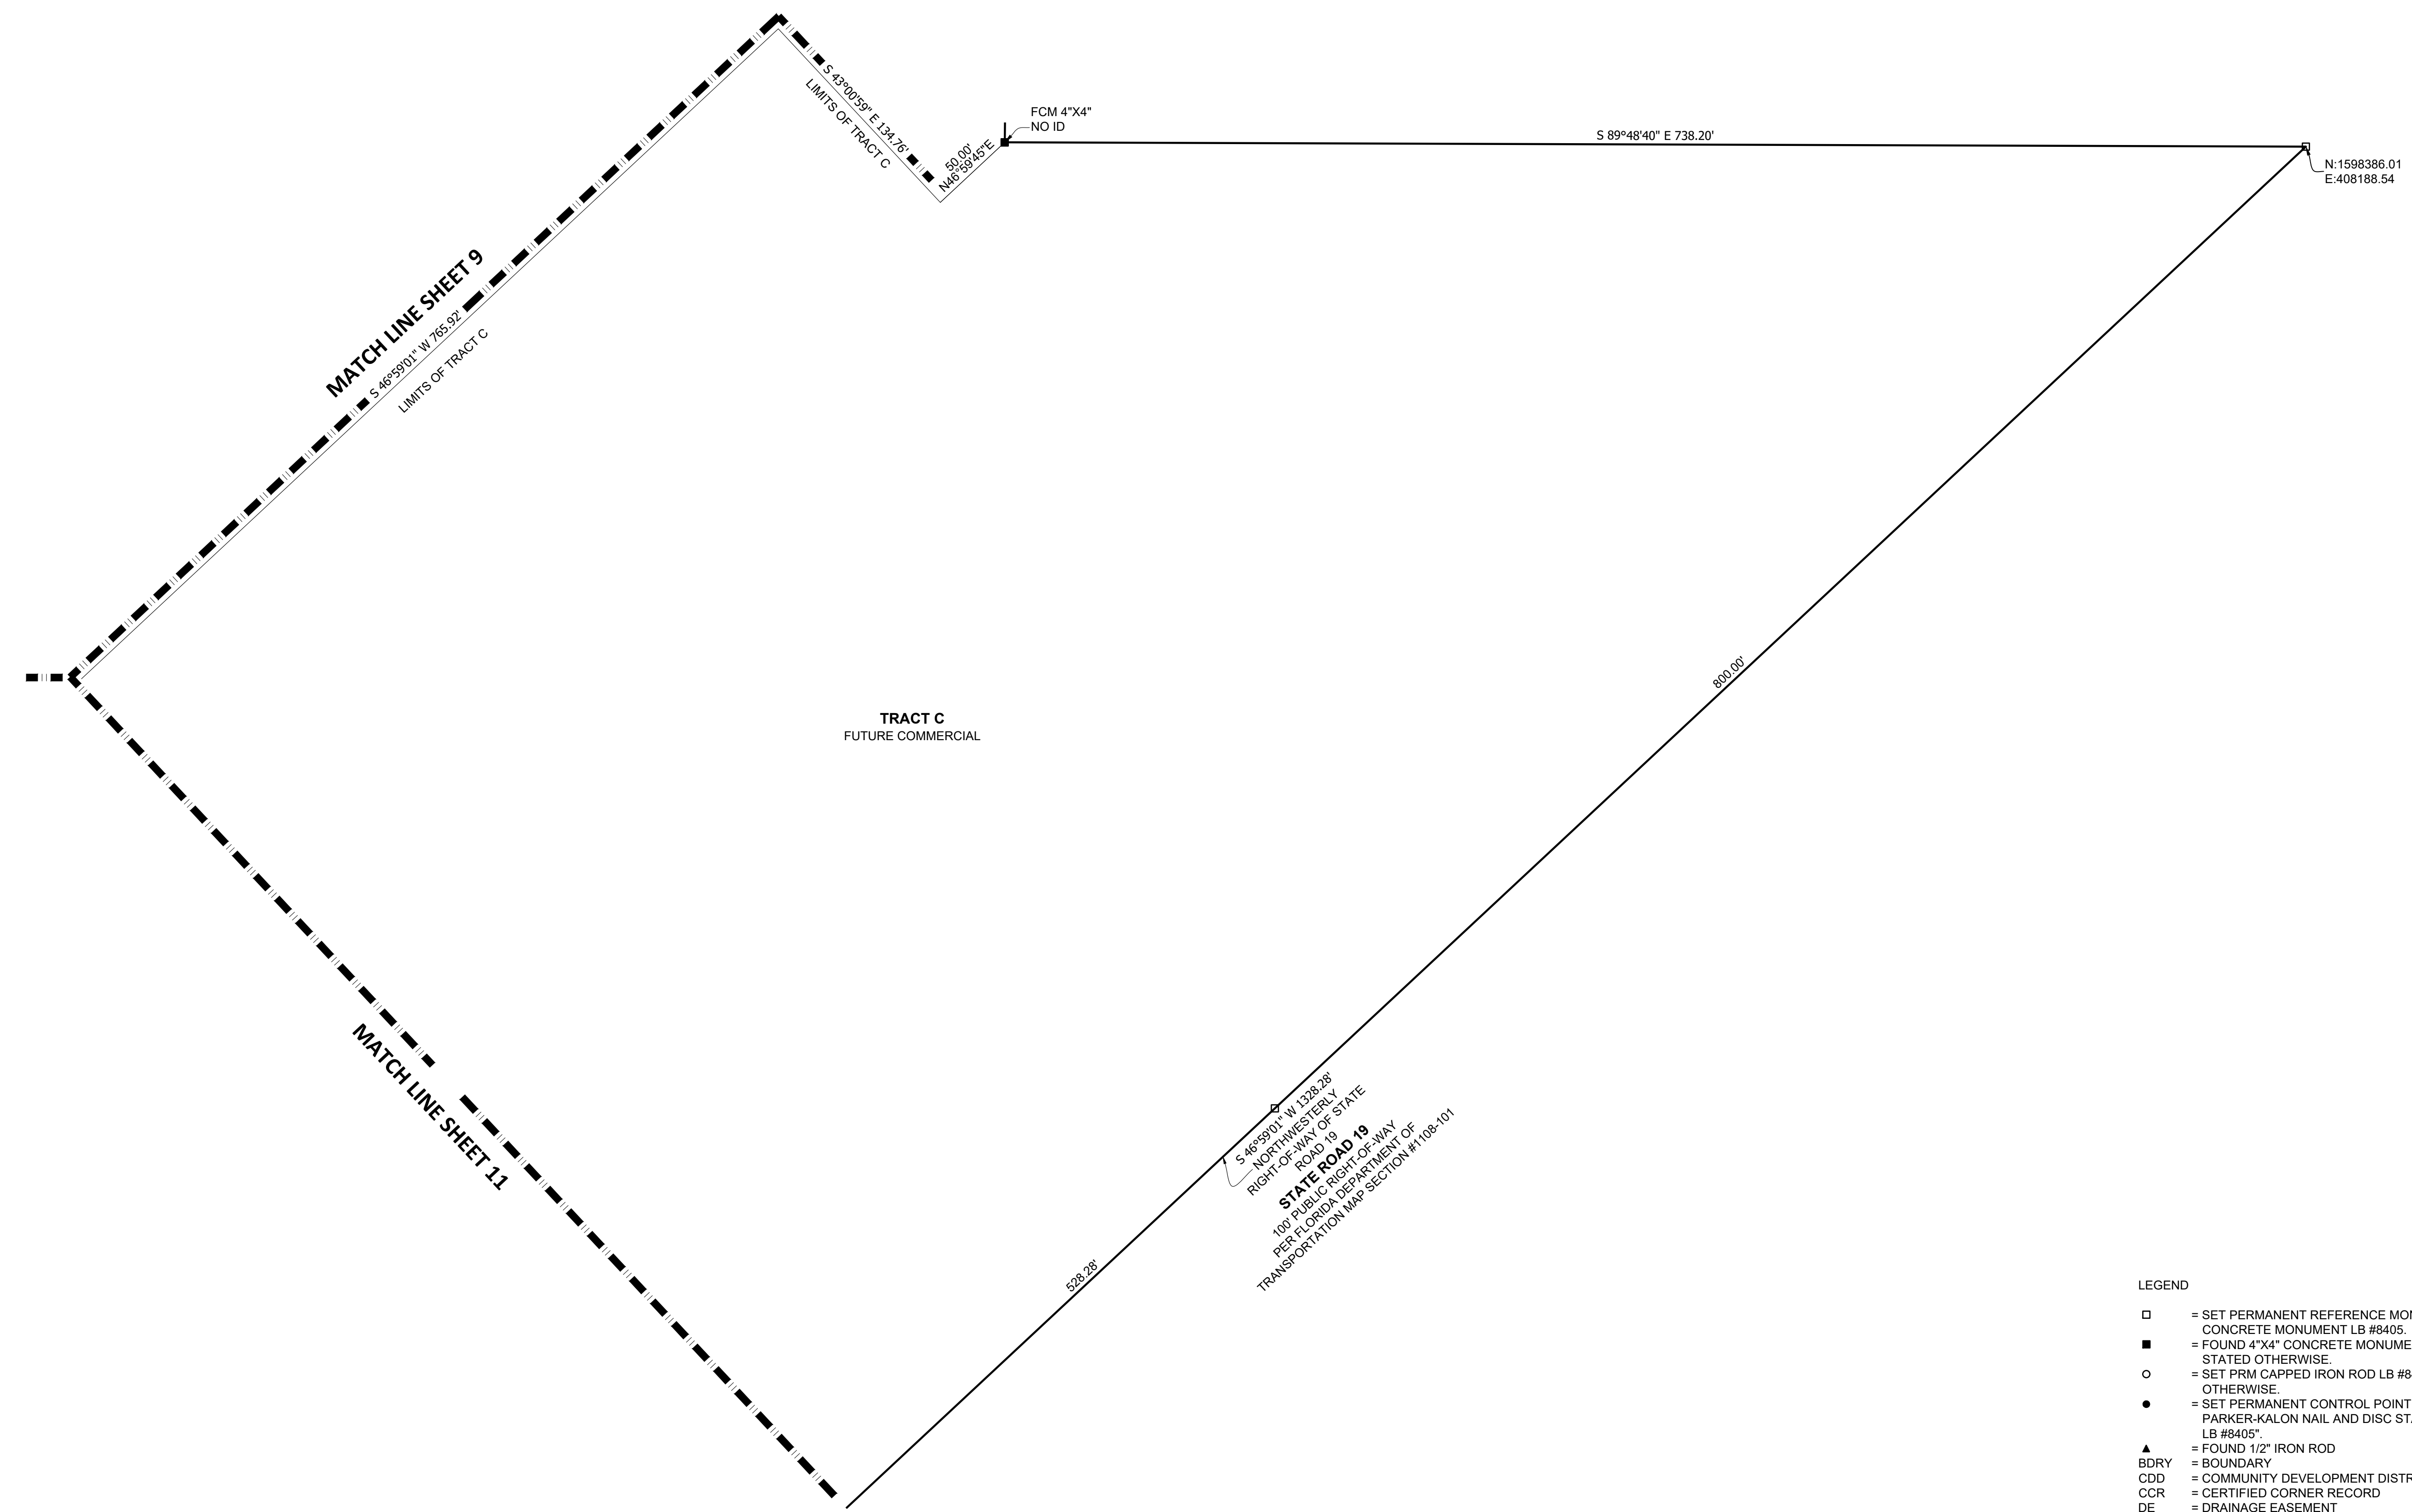 S 43°00'59" E 134.76'
LIMITS OF TRACT C
50.00'
N46°59'45"E
FCM 4"X4"
NO ID
S 89°48'40" E 738.20'
N:1598386.01
E:408188.54
MATCH LINE SHEET 9
S 46°59'01" W 765.92'
LIMITS OF TRACT C
800.00'
TRACT C
FUTURE COMMERCIAL
MATCH LINE SHEET 11
S 46°59'01" W 1328.28'
NORTHWESTERLY
RIGHT-OF-WAY OF STATE
ROAD 19
STATE ROAD 19
100' PUBLIC RIGHT-OF-WAY
PER FLORIDA DEPARTMENT OF
TRANSPORTATION MAP SECTION #1108-101
528.28'
LEGEND
= SET PERMANENT REFERENCE
CONCRETE MONUMENT LB #8405.
= FOUND 4"X4" CONCRETE
STATED OTHERWISE.
= SET PRM CAPPED IRON ROD LB
OTHERWISE.
= SET PERMANENT CONTROL POINT
PARKER-KALON NAIL AND DISC
LB #8405".
= FOUND 1/2" IRON ROD
BDRY = BOUNDARY
CDD = COMMUNITY DEVELOPMENT
CCR = CERTIFIED CORNER RECORD
DE = DRAINAGE EASEMENT